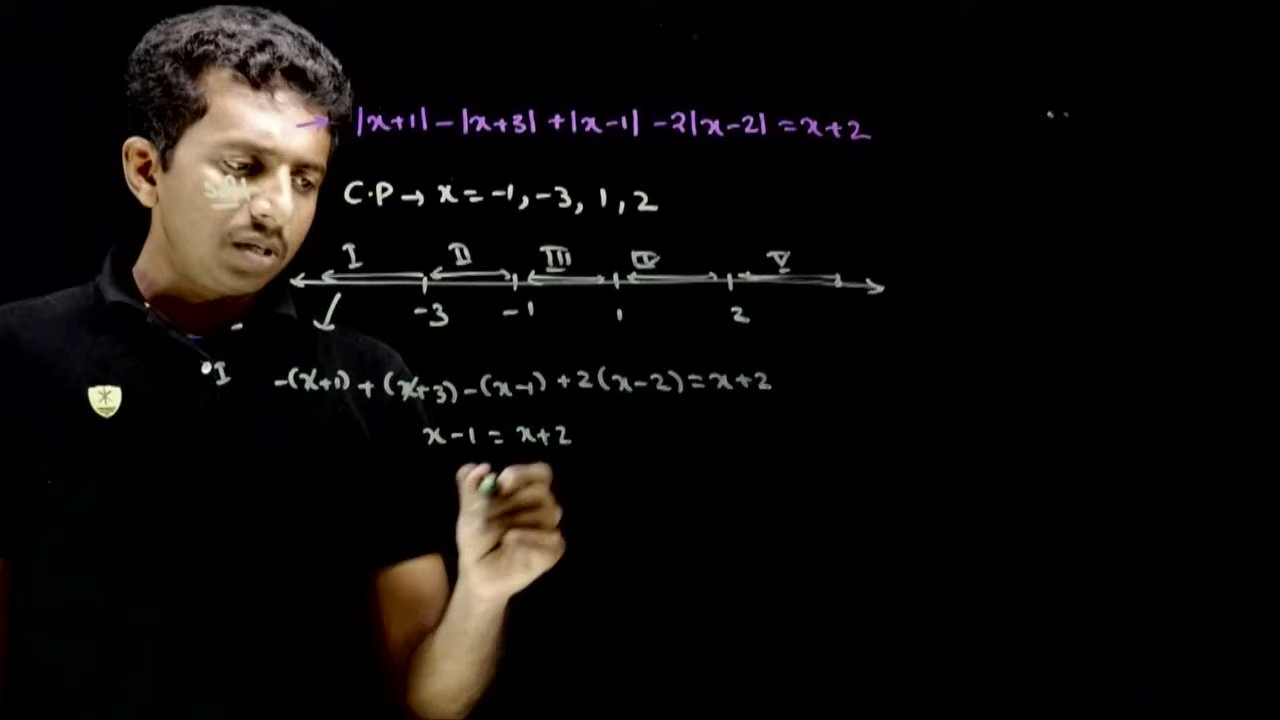 → |x+1| - |x+3| + |x-1| - 2|x-2| = x+2
C.P → x = -1, -3, 1, 2
I II III IV V
-3 -1 1 2
I -(x+1) + (x+3) - (x-1) + 2(x-2) = x+2
x-1 = x+2